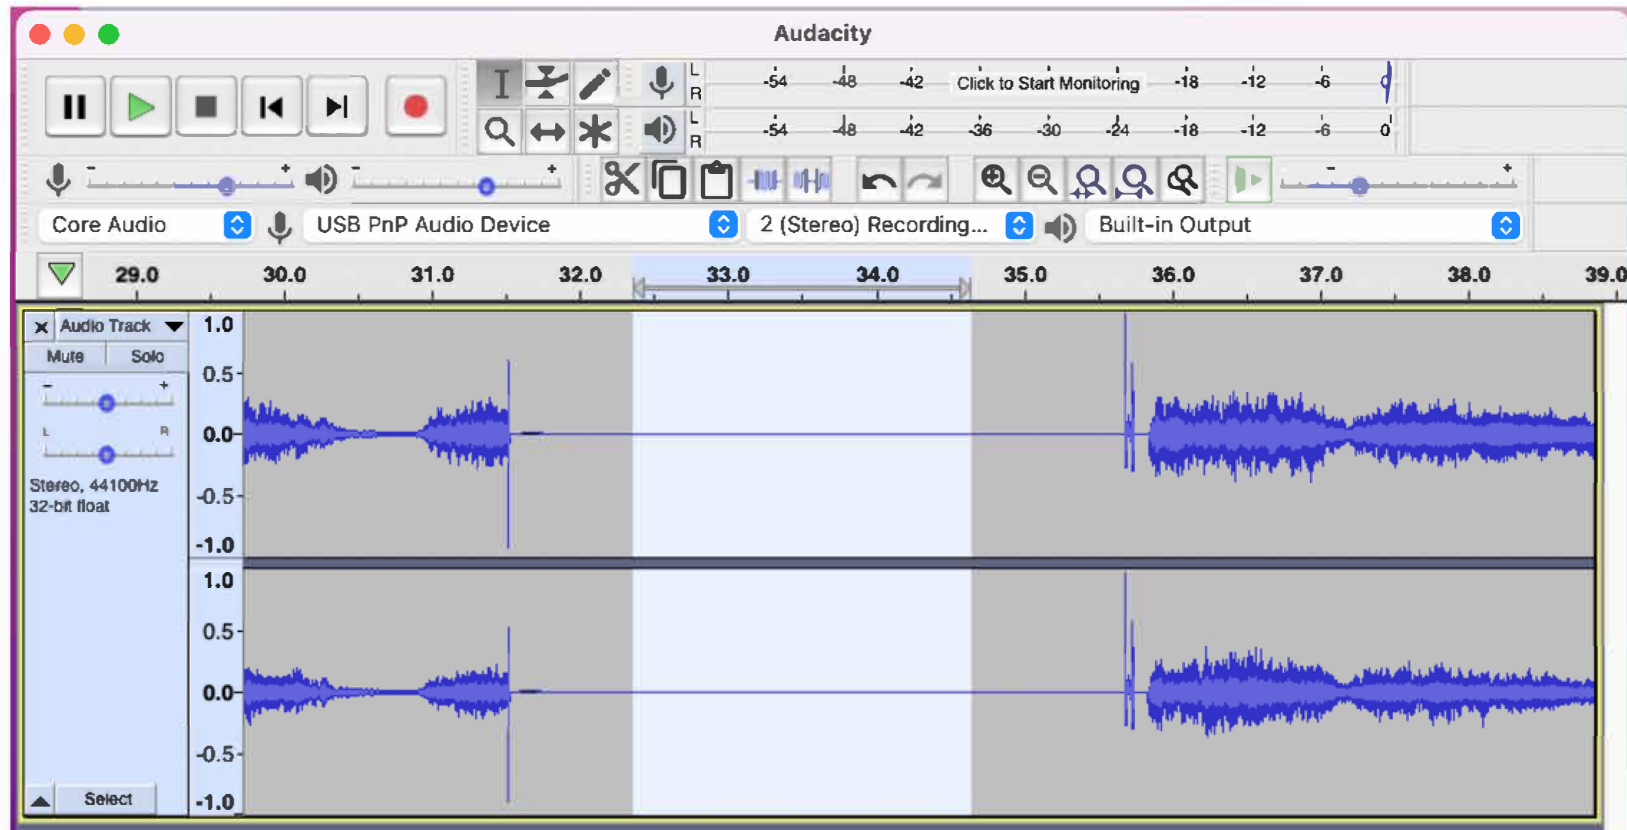 Audacity
L
R
-54 -48 -42 Click to Start Monitoring -18 -12 -6 0
L
R
-54 -48 -42 -36 -30 -24 -18 -12 -6 0
- + - + - +
Core Audio USB PnP Audio Device 2 (Stereo) Recording... Built-in Output
29.0 30.0 31.0 32.0 33.0 34.0 35.0 36.0 37.0 38.0 39.0
Audio Track 1.0
Mute Solo
- + 0.5
L R 0.0
Stereo, 44100Hz -0.5
32-bit float
-1.0
1.0
0.5
0.0
-0.5
Select -1.0